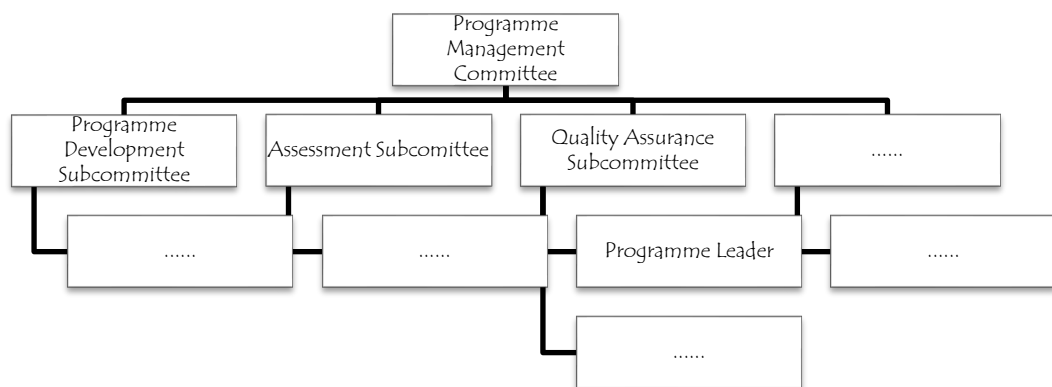 Programme
Management
Committee
Programme
Development
Subcommittee
Assessment Subcomittee
Quality Assurance
Subcommittee
......
......
......
Programme Leader
......
......